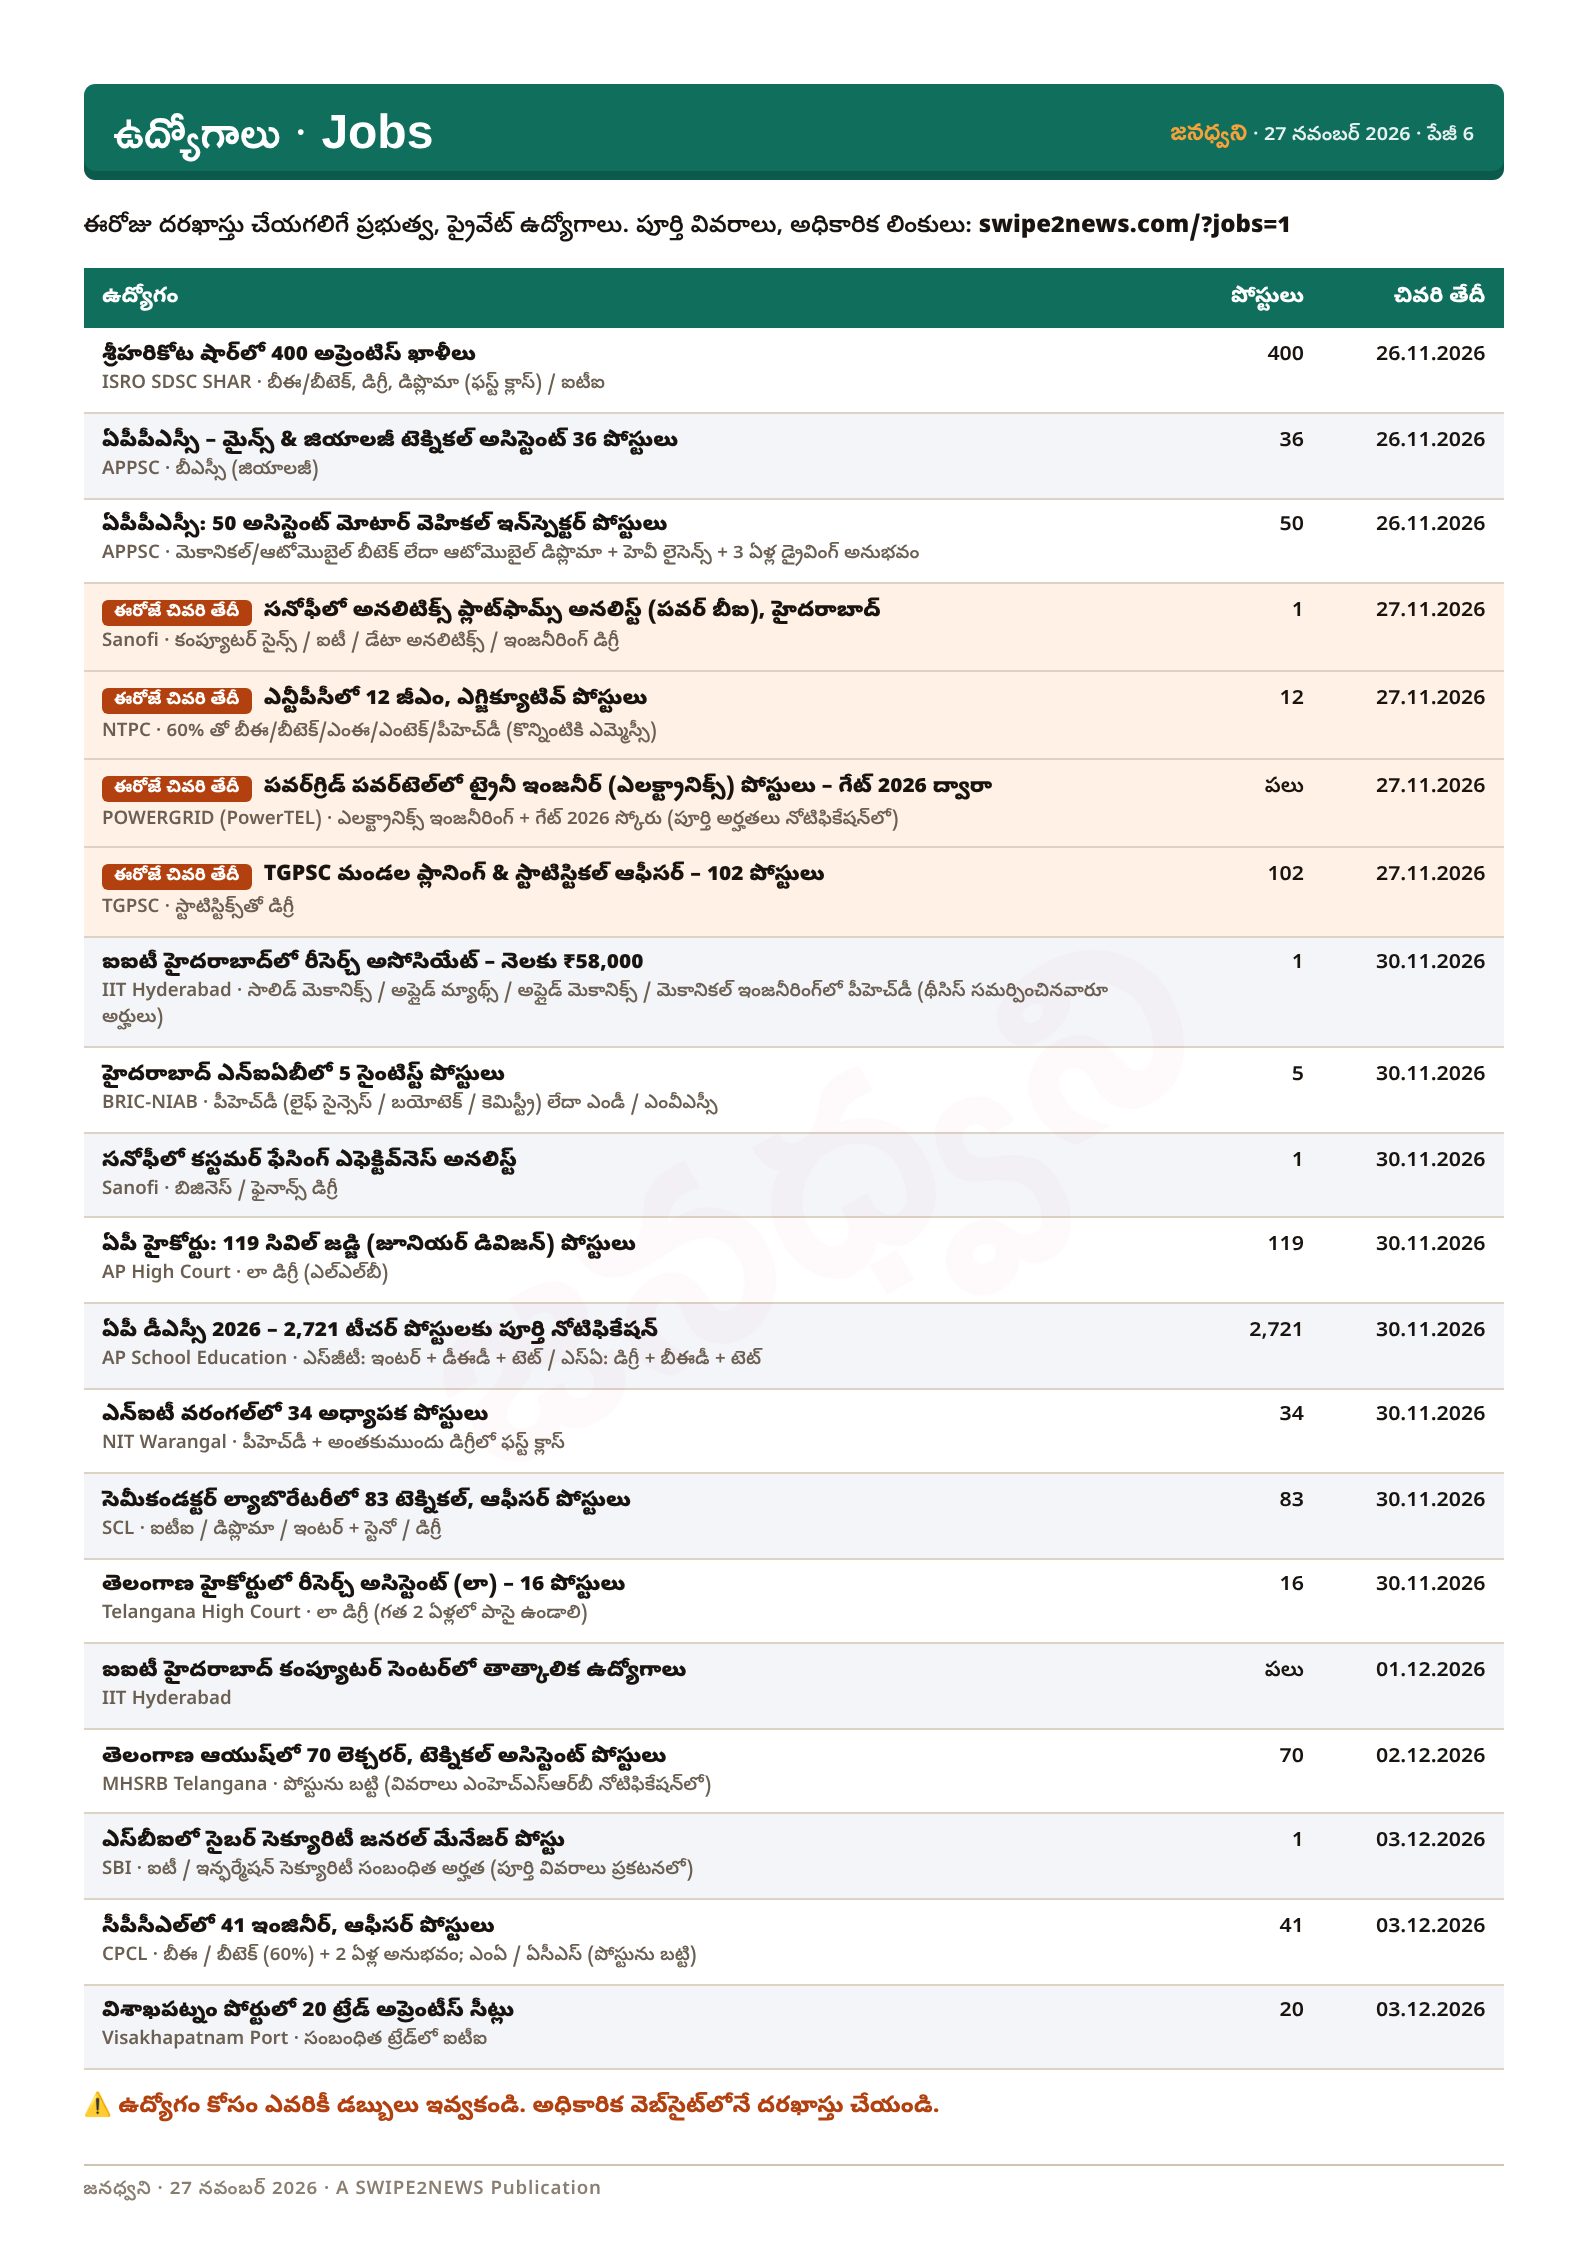 ఉద్యోగాలు · Jobs
జనధ్వని · 27 నవంబర్ 2026 · పేజీ 6
ఈరోజు దరఖాస్తు చేయగలిగే ప్రభుత్వ, ప్రైవేట్ ఉద్యోగాలు. పూర్తి వివరాలు, అధికారిక లింకులు: swipe2news.com/?jobs=1
ఉద్యోగం పోస్టులు చివరి తేదీ
శ్రీహరికోట షార్‌లో 400 అప్రెంటిస్ ఖాళీలు 400 26.11.2026
ISRO SDSC SHAR · బీఈ/బీటెక్, డిగ్రీ, డిప్లొమా (ఫస్ట్ క్లాస్) / ఐటీఐ
ఏపీపీఎస్సీ – మైన్స్ & జియాలజీ టెక్నికల్ అసిస్టెంట్ 36 పోస్టులు 36 26.11.2026
APPSC · బీఎస్సీ (జియాలజీ)
ఏపీపీఎస్సీ: 50 అసిస్టెంట్ మోటార్ వెహికల్ ఇన్‌స్పెక్టర్ పోస్టులు 50 26.11.2026
APPSC · మెకానికల్/ఆటోమొబైల్ బీటెక్ లేదా ఆటోమొబైల్ డిప్లొమా + హెవీ లైసెన్స్ + 3 ఏళ్ల డ్రైవింగ్ అనుభవం
ఈరోజే చివరి తేదీ సనోఫీలో అనలిటిక్స్ ప్లాట్‌ఫామ్స్ అనలిస్ట్ (పవర్ బీఐ), హైదరాబాద్ 1 27.11.2026
Sanofi · కంప్యూటర్ సైన్స్ / ఐటీ / డేటా అనలిటిక్స్ / ఇంజనీరింగ్ డిగ్రీ
ఈరోజే చివరి తేదీ ఎన్టీపీసీలో 12 జీఎం, ఎగ్జిక్యూటివ్ పోస్టులు 12 27.11.2026
NTPC · 60% తో బీఈ/బీటెక్/ఎంఈ/ఎంటెక్/పీహెచ్‌డీ (కొన్నింటికి ఎమ్మెస్సీ)
ఈరోజే చివరి తేదీ పవర్‌గ్రిడ్ పవర్‌టెల్‌లో ట్రైనీ ఇంజనీర్ (ఎలక్ట్రానిక్స్) పోస్టులు – గేట్ 2026 ద్వారా పలు 27.11.2026
POWERGRID (PowerTEL) · ఎలక్ట్రానిక్స్ ఇంజనీరింగ్ + గేట్ 2026 స్కోరు (పూర్తి అర్హతలు నోటిఫికేషన్‌లో)
ఈరోజే చివరి తేదీ TGPSC మండల ప్లానింగ్ & స్టాటిస్టికల్ ఆఫీసర్ – 102 పోస్టులు 102 27.11.2026
TGPSC · స్టాటిస్టిక్స్‌తో డిగ్రీ
ఐఐటీ హైదరాబాద్‌లో రీసెర్చ్ అసోసియేట్ – నెలకు ₹58,000 1 30.11.2026
IIT Hyderabad · సాలిడ్ మెకానిక్స్ / అప్లైడ్ మ్యాథ్స్ / అప్లైడ్ మెకానిక్స్ / మెకానికల్ ఇంజనీరింగ్‌లో పీహెచ్‌డీ (థీసిస్ సమర్పించినవారూ
అర్హులు)
హైదరాబాద్ ఎన్ఐఏబీలో 5 సైంటిస్ట్ పోస్టులు 5 30.11.2026
BRIC-NIAB · పీహెచ్‌డీ (లైఫ్ సైన్సెస్ / బయోటెక్ / కెమిస్ట్రీ) లేదా ఎండీ / ఎంవీఎస్సీ
సనోఫీలో కస్టమర్ ఫేసింగ్ ఎఫెక్టివ్‌నెస్ అనలిస్ట్ 1 30.11.2026
Sanofi · బిజినెస్ / ఫైనాన్స్ డిగ్రీ
ఏపీ హైకోర్టు: 119 సివిల్ జడ్జి (జూనియర్ డివిజన్) పోస్టులు 119 30.11.2026
AP High Court · లా డిగ్రీ (ఎల్ఎల్‌బీ)
ఏపీ డీఎస్సీ 2026 – 2,721 టీచర్ పోస్టులకు పూర్తి నోటిఫికేషన్ 2,721 30.11.2026
AP School Education · ఎస్‌జీటీ: ఇంటర్ + డీఈడీ + టెట్ / ఎస్ఏ: డిగ్రీ + బీఈడీ + టెట్
ఎన్ఐటీ వరంగల్‌లో 34 అధ్యాపక పోస్టులు 34 30.11.2026
NIT Warangal · పీహెచ్‌డీ + అంతకుముందు డిగ్రీలో ఫస్ట్ క్లాస్
సెమీకండక్టర్ ల్యాబొరేటరీలో 83 టెక్నికల్, ఆఫీసర్ పోస్టులు 83 30.11.2026
SCL · ఐటీఐ / డిప్లొమా / ఇంటర్ + స్టెనో / డిగ్రీ
తెలంగాణ హైకోర్టులో రీసెర్చ్ అసిస్టెంట్ (లా) – 16 పోస్టులు 16 30.11.2026
Telangana High Court · లా డిగ్రీ (గత 2 ఏళ్లలో పాసై ఉండాలి)
ఐఐటీ హైదరాబాద్ కంప్యూటర్ సెంటర్‌లో తాత్కాలిక ఉద్యోగాలు పలు 01.12.2026
IIT Hyderabad
తెలంగాణ ఆయుష్‌లో 70 లెక్చరర్, టెక్నికల్ అసిస్టెంట్ పోస్టులు 70 02.12.2026
MHSRB Telangana · పోస్టును బట్టి (వివరాలు ఎంహెచ్ఎస్ఆర్‌బీ నోటిఫికేషన్‌లో)
ఎస్‌బీఐలో సైబర్ సెక్యూరిటీ జనరల్ మేనేజర్ పోస్టు 1 03.12.2026
SBI · ఐటీ / ఇన్ఫర్మేషన్ సెక్యూరిటీ సంబంధిత అర్హత (పూర్తి వివరాలు ప్రకటనలో)
సీపీసీఎల్‌లో 41 ఇంజినీర్, ఆఫీసర్ పోస్టులు 41 03.12.2026
CPCL · బీఈ / బీటెక్ (60%) + 2 ఏళ్ల అనుభవం; ఎంఏ / ఏసీఎస్ (పోస్టును బట్టి)
విశాఖపట్నం పోర్టులో 20 ట్రేడ్ అప్రెంటీస్ సీట్లు 20 03.12.2026
Visakhapatnam Port · సంబంధిత ట్రేడ్‌లో ఐటీఐ
జనధ్వని
⚠️ ఉద్యోగం కోసం ఎవరికీ డబ్బులు ఇవ్వకండి. అధికారిక వెబ్‌సైట్‌లోనే దరఖాస్తు చేయండి.
జనధ్వని · 27 నవంబర్ 2026 · A SWIPE2NEWS Publication